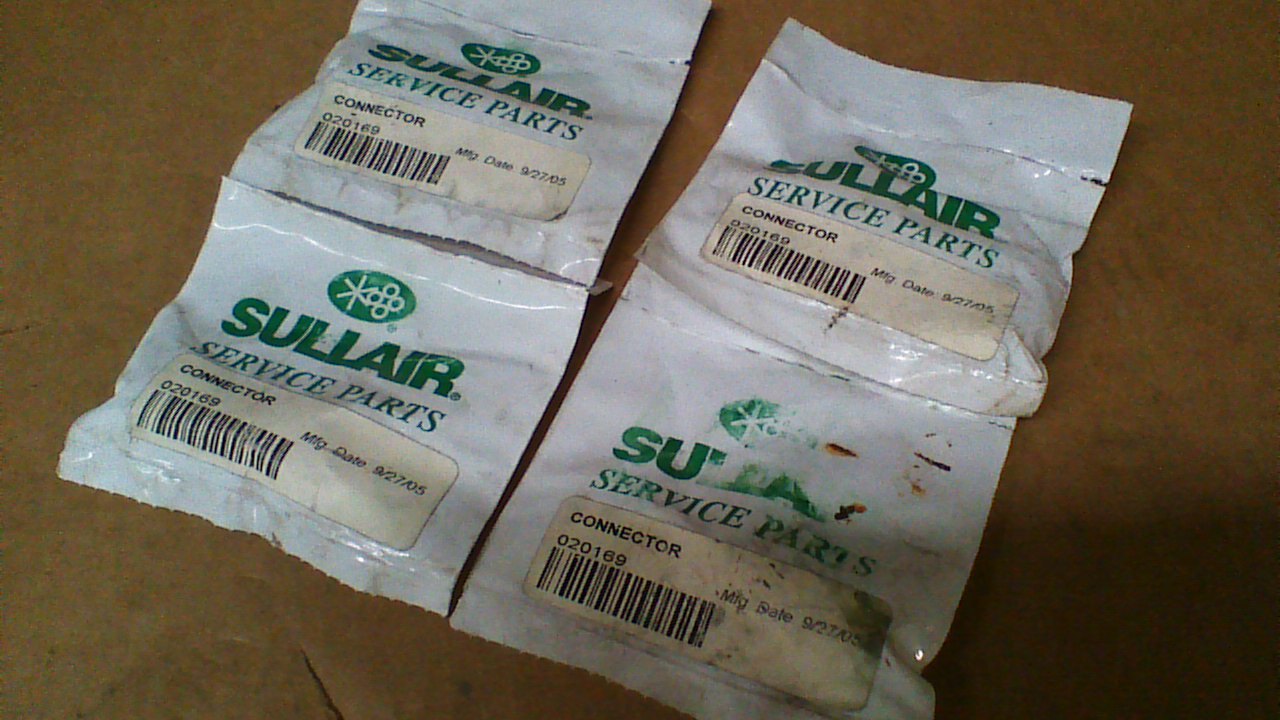 SULLAIR
SERVICE PARTS
CONNECTOR
020169
Mfg Date 9/27/05
SULLAIR
SERVICE PARTS
CONNECTOR
020169
Mfg Date 9/27/05
SULLAIR®
SERVICE PARTS
CONNECTOR
020169
Mfg Date 9/27/05
SU
SERVICE PARTS
CONNECTOR
020169
Mfg Date 9/27/05